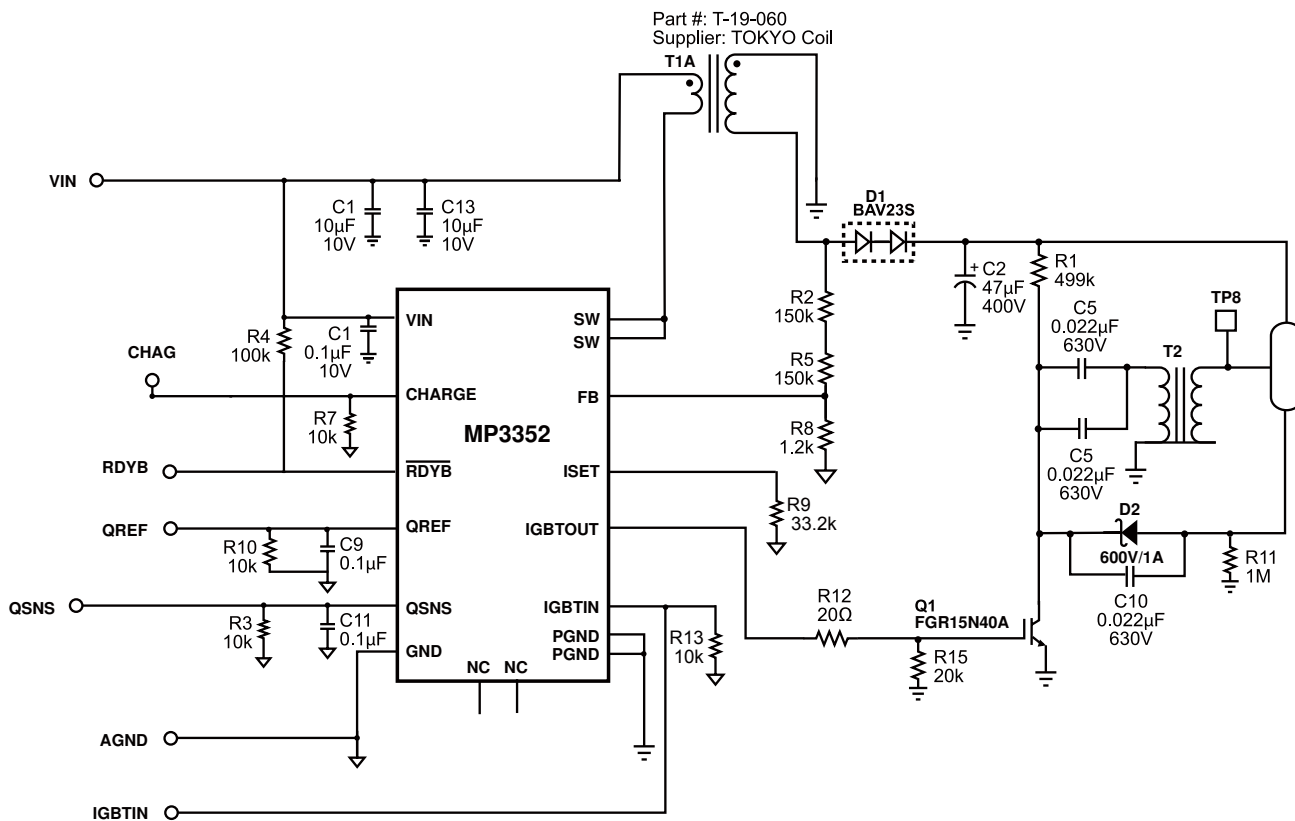 Part #: T-19-060
Supplier: TOKYO Coil
T1A
VIN
C1
10µF
10V
C13
10µF
10V
D1
BAV23S
R1
499k
C2
47µF
400V
+
R2
150k
C5
0.022µF
630V
TP8
T2
R4
100k
VIN
C1
0.1µF
10V
SW
SW
CHAG
R5
150k
CHARGE
FB
R7
10k
MP3352
R8
1.2k
C5
0.022µF
630V
RDYB
RDYB
ISET
R9
33.2k
QREF
QREF
IGBTOUT
D2
600V/1A
R10
10k
C9
0.1µF
R11
1M
C10
0.022µF
630V
QSNS
QSNS
IGBTIN
R12
20Ω
Q1
FGR15N40A
R3
10k
C11
0.1µF
PGND
PGND
R13
10k
GND
NC NC
R15
20k
AGND
IGBTIN